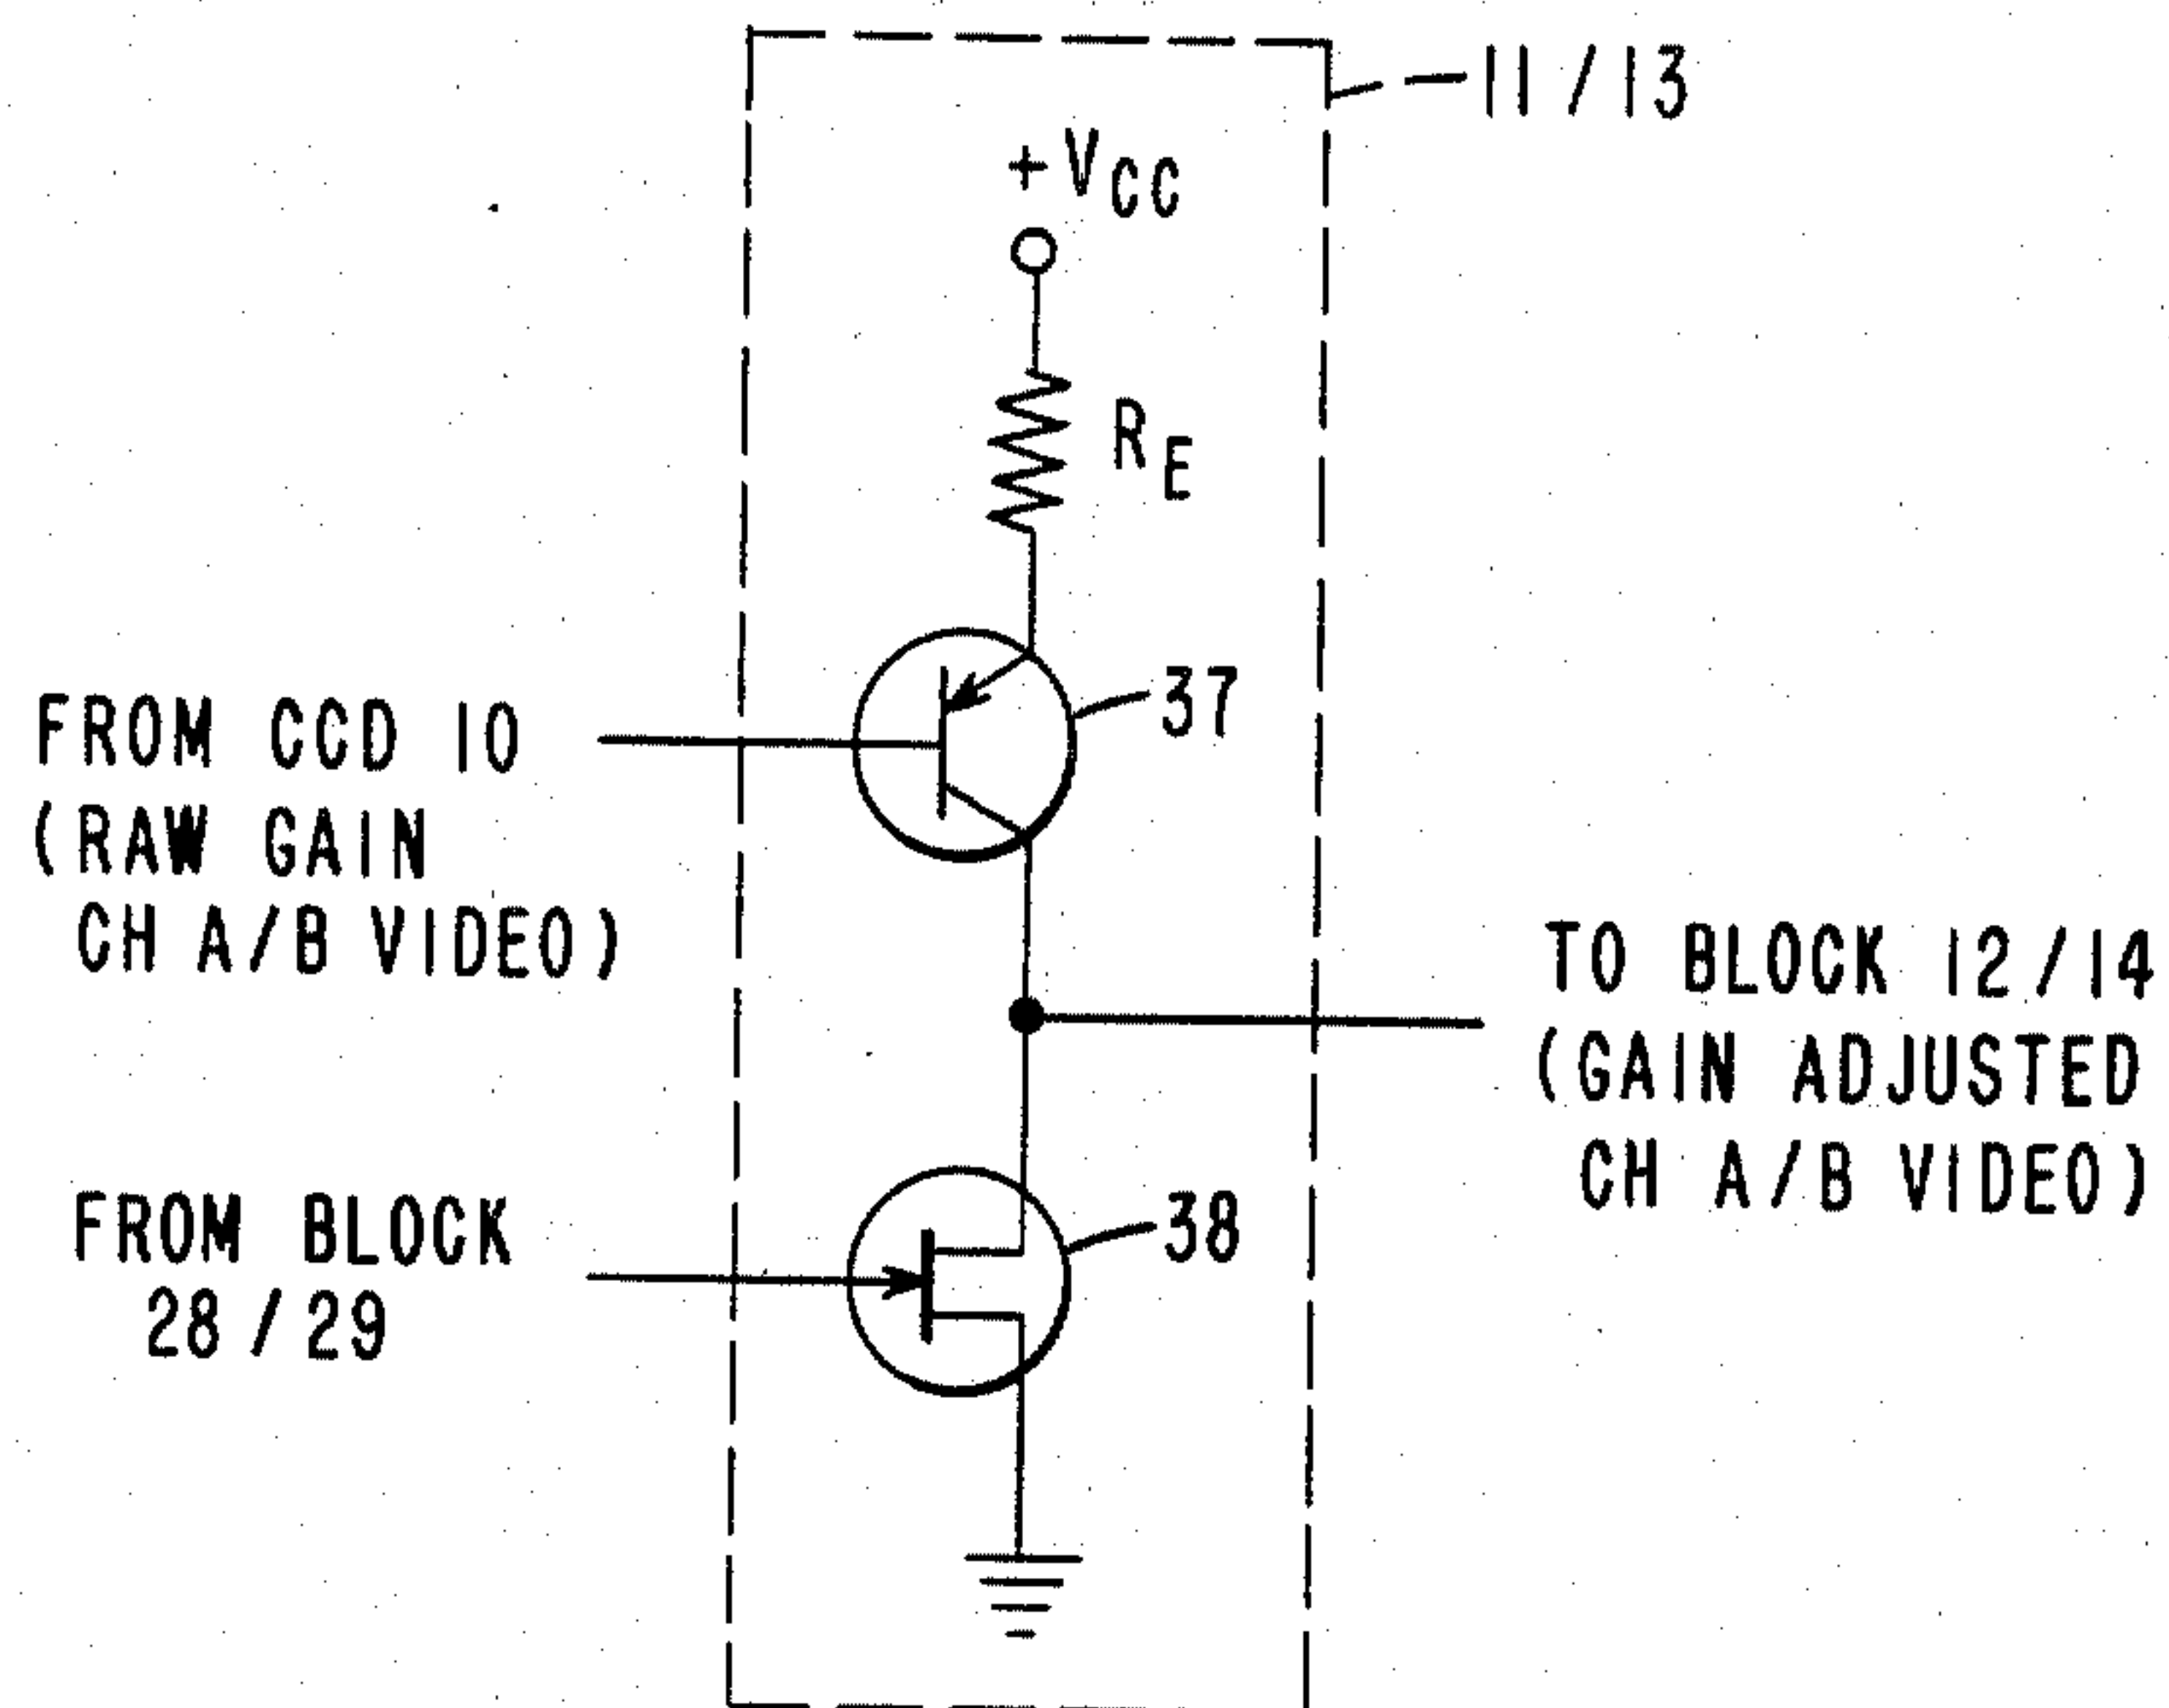 11/13
+ VCC
RE
37
FROM CCD 10
(RAW GAIN
CH A/B VIDEO)
TO BLOCK 12/14
(GAIN ADJUSTED
CH A/B VIDEO)
FROM BLOCK
28/29
38